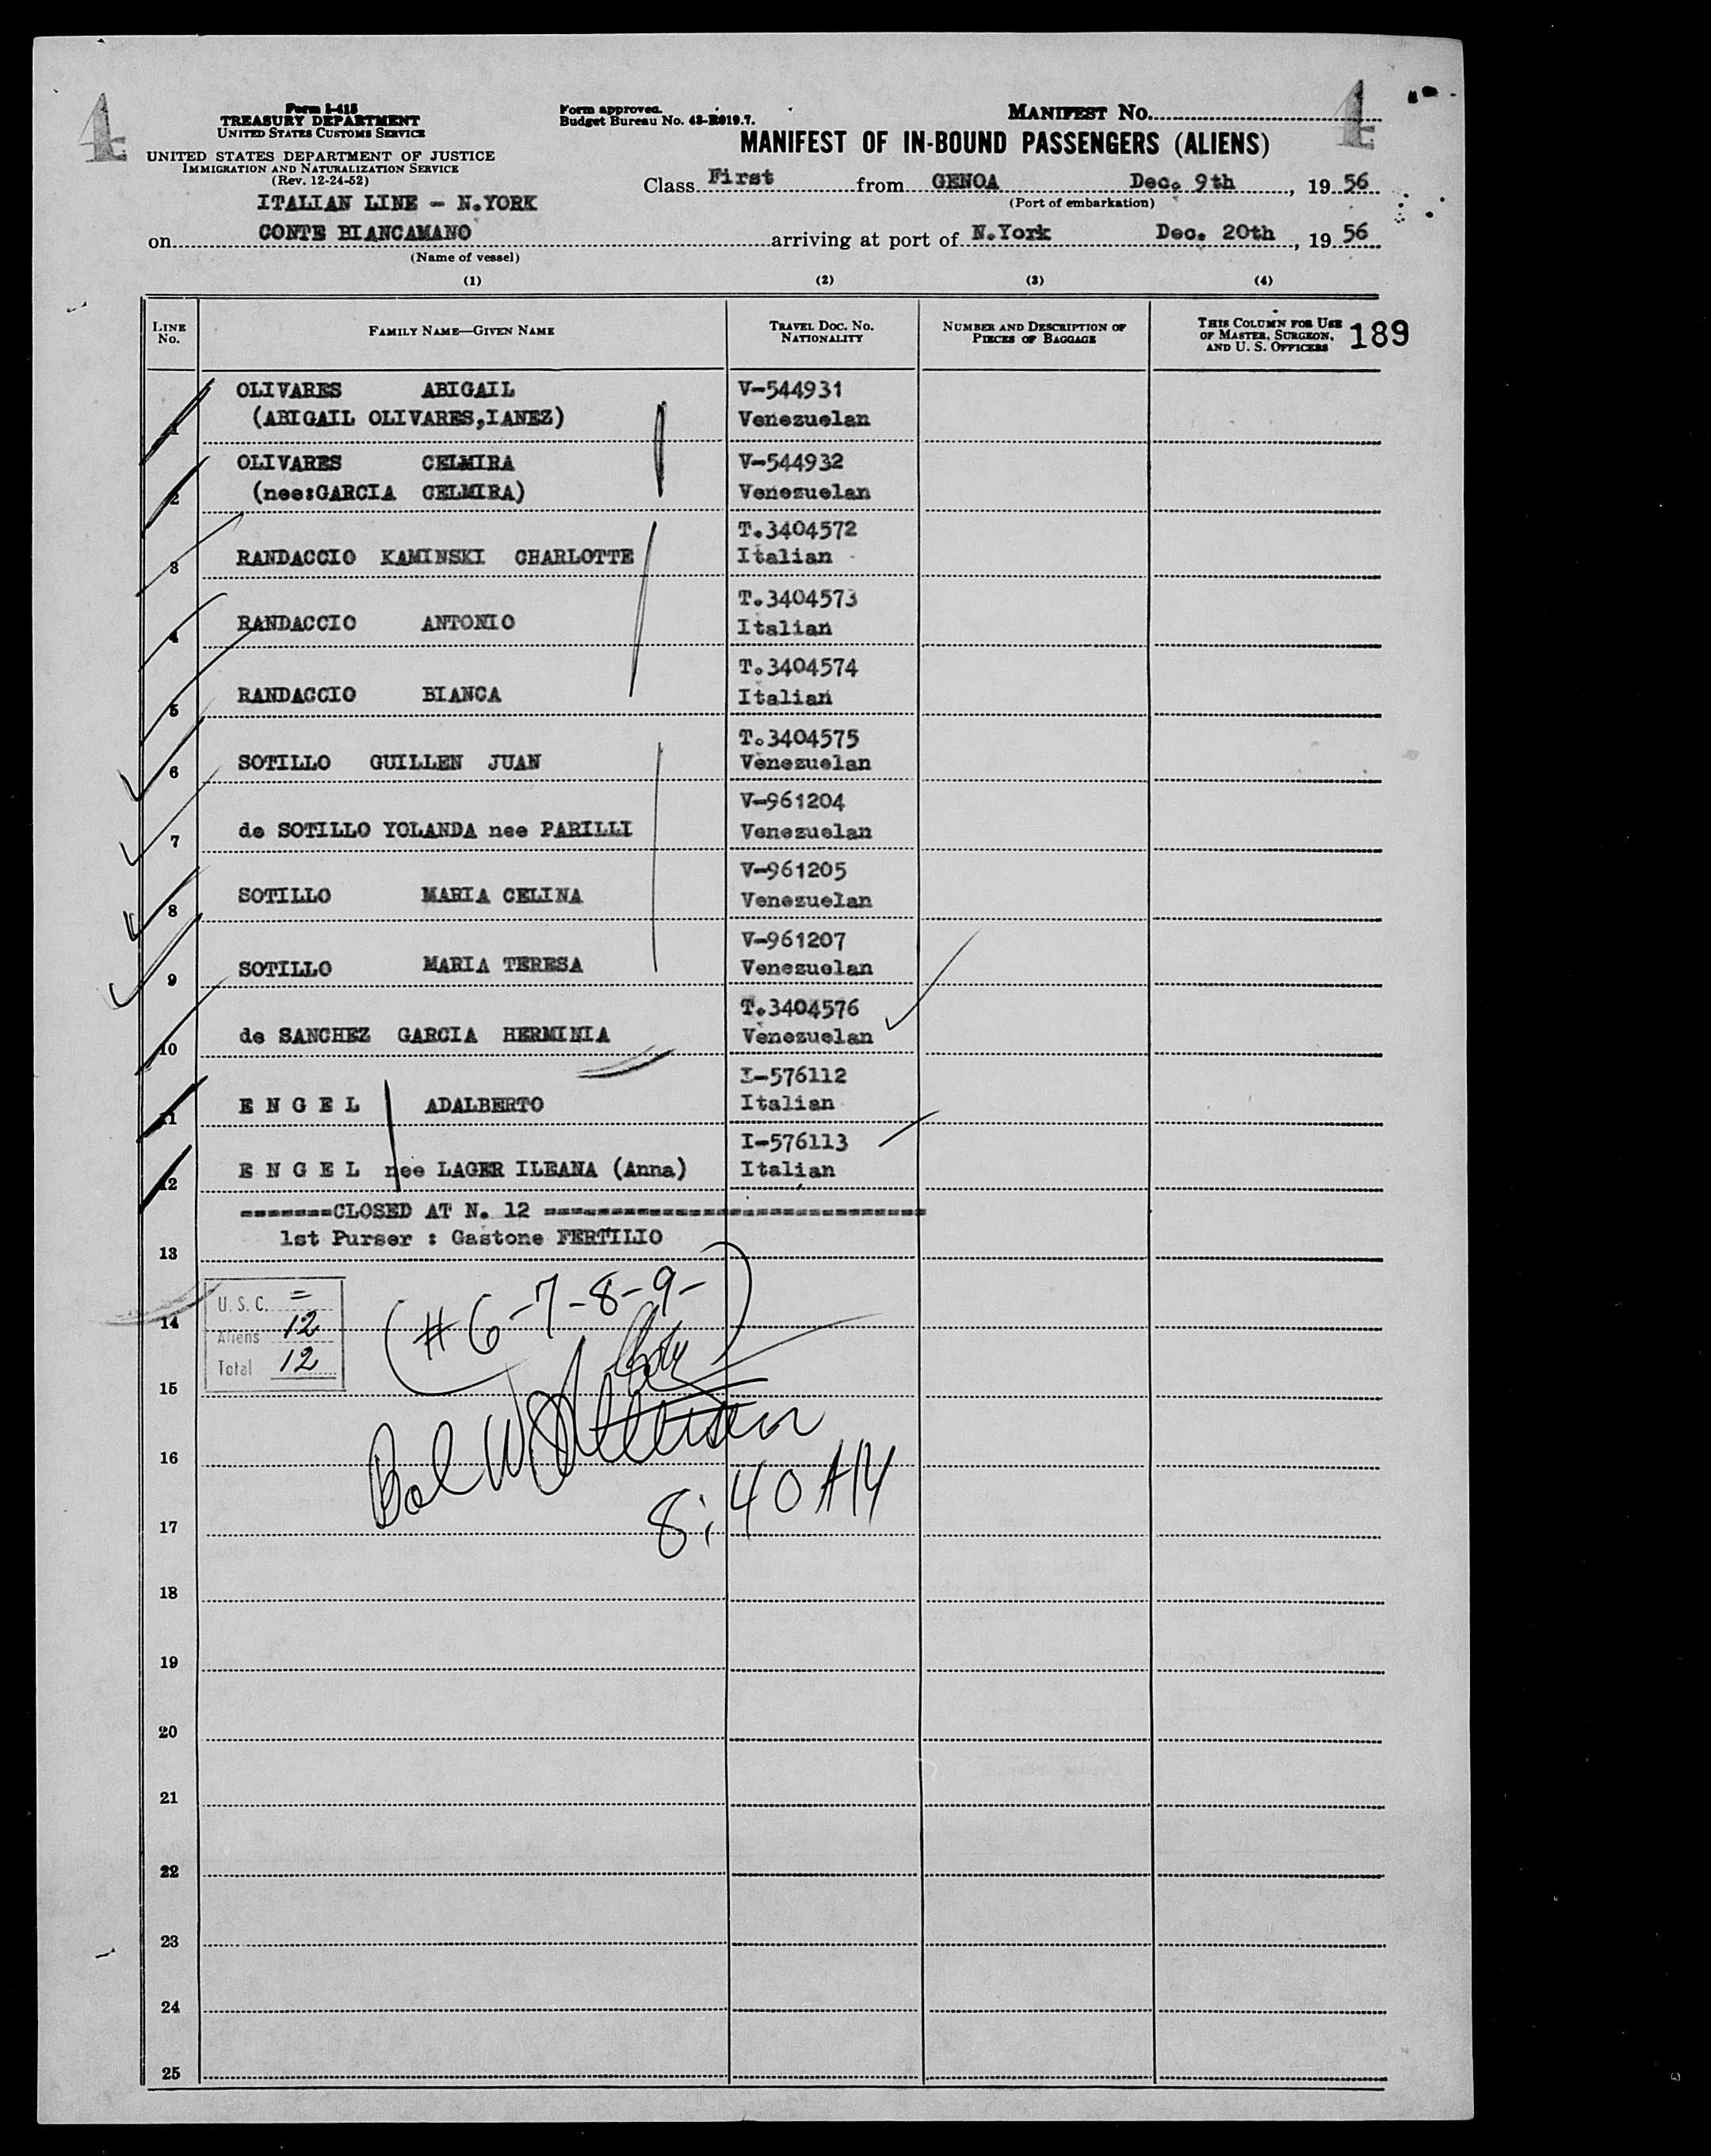 4
4
Form I-418
TREASURY DEPARTMENT
UNITED STATES CUSTOMS SERVICE
UNITED STATES DEPARTMENT OF JUSTICE
IMMIGRATION AND NATURALIZATION SERVICE
(Rev. 12-24-52)
Form approved.
Budget Bureau No. 43-R019.7.
MANIFEST No.
MANIFEST OF IN-BOUND PASSENGERS (ALIENS)
Class First from GENOA Dec. 9th, 1956
(Port of embarkation)
ITALIAN LINE - N.YORK
on CONTE BIANCAMANO arriving at port of N.York Dec. 20th, 1956
(Name of vessel)
(1) (2) (3) (4)
LINE No. FAMILY NAME—GIVEN NAME TRAVEL DOC. No. NATIONALITY NUMBER AND DESCRIPTION OF PIECES OF BAGGAGE THIS COLUMN FOR USE OF MASTER, SURGEON, AND U. S. OFFICERS 189
OLIVARES ABIGAIL V-544931
1 (ABIGAIL OLIVARES,IANEZ) Venezuelan
OLIVARES CELMIRA V-544932
2 (nee:GARCIA CELMIRA) Venezuelan
T.3404572
3 RANDACCIO KAMINSKI CHARLOTTE Italian
T.3404573
4 RANDACCIO ANTONIO Italian
T.3404574
5 RANDACCIO BIANCA Italian
T.3404575
6 SOTILLO GUILLEN JUAN Venezuelan
V-961204
7 de SOTILLO YOLANDA nee PARILLI Venezuelan
V-961205
8 SOTILLO MARIA CELINA Venezuelan
V-961207
9 SOTILLO MARIA TERESA Venezuelan
T.3404576
10 de SANCHEZ GARCIA HERMINIA Venezuelan
I-576112
11 E N G E L ADALBERTO Italian
I-576113
12 E N G E L nee LAGER ILEANA (Anna) Italian
=======CLOSED AT N. 12 =============================
1st Purser : Gastone FERTILIO
13
U. S. C. =
14 Aliens 12
Total 12
(#6-7-8-9-)
15
Bob W
16
8:40 AM
17
18
19
20
21
22
23
24
25